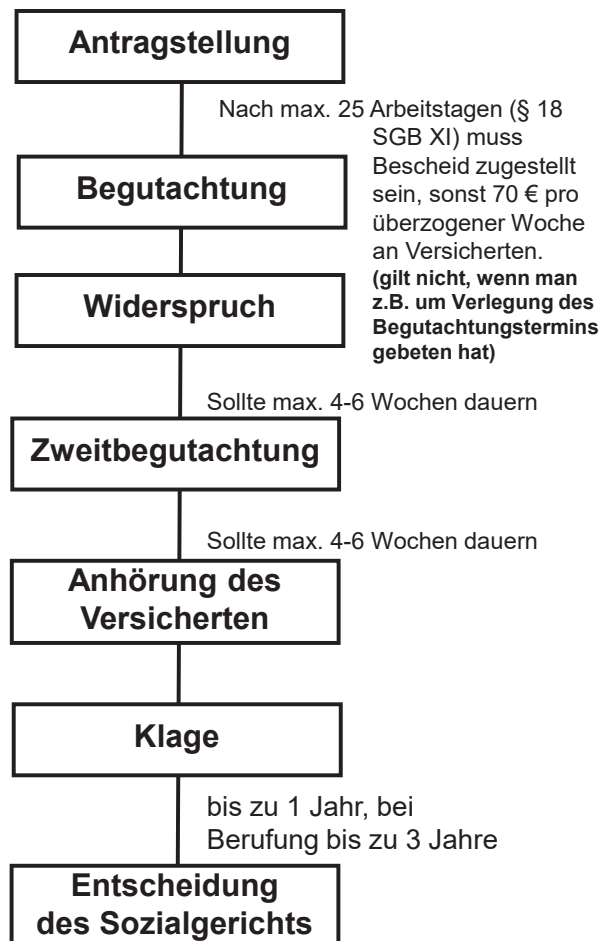 Antragstellung
Nach max. 25 Arbeitstagen (§ 18
SGB XI) muss
Bescheid zugestellt
sein, sonst 70 € pro
überzogener Woche
an Versicherten.
(gilt nicht, wenn man
z.B. um Verlegung des
Begutachtungstermins
gebeten hat)
Begutachtung
Widerspruch
Sollte max. 4-6 Wochen dauern
Zweitbegutachtung
Sollte max. 4-6 Wochen dauern
Anhörung des
Versicherten
Klage
bis zu 1 Jahr, bei
Berufung bis zu 3 Jahre
Entscheidung
des Sozialgerichts